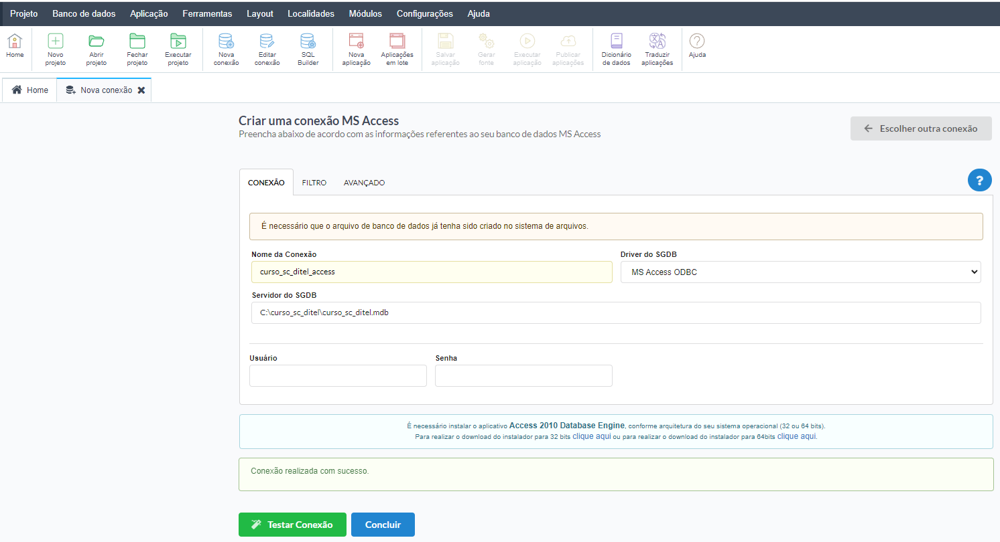 Projeto Banco de dados Aplicação Ferramentas Layout Localidades Módulos Configurações Ajuda
Home
Novo projeto
Abrir projeto
Fechar projeto
Executar projeto
Nova conexão
Editar conexão
SQL Builder
Nova aplicação
Aplicações em lote
Salvar aplicação
Gerar fonte
Executar aplicação
Publicar aplicações
Dicionário de dados
Traduzir aplicações
Ajuda
Home Nova conexão
Criar uma conexão MS Access
Preencha abaixo de acordo com as informações referentes ao seu banco de dados MS Access
Escolher outra conexão
CONEXÃO FILTRO AVANÇADO
?
É necessário que o arquivo de banco de dados já tenha sido criado no sistema de arquivos.
Nome da Conexão Driver do SGDB
curso_sc_ditel_access MS Access ODBC
Servidor do SGDB
C:\curso_sc_ditel\curso_sc_ditel.mdb
Usuário Senha
É necessário instalar o aplicativo Access 2010 Database Engine, conforme arquitetura do seu sistema operacional (32 ou 64 bits).
Para realizar o download do instalador para 32 bits clique aqui ou para realizar o download do instalador para 64bits clique aqui.
Conexão realizada com sucesso.
Testar Conexão Concluir